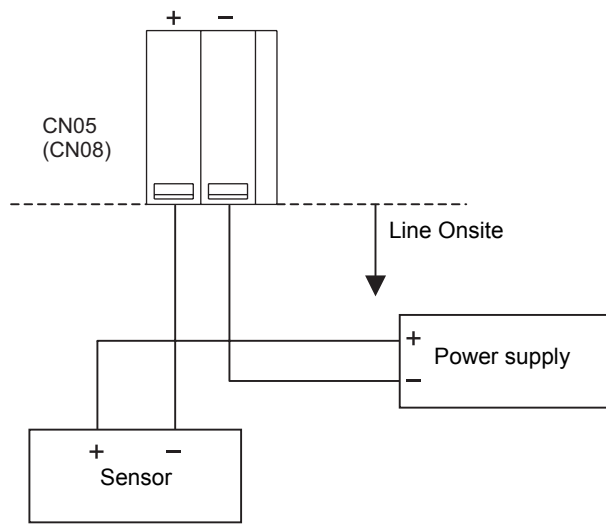 + −
CN05
(CN08)
Line Onsite
+
Power supply
−
+ −
Sensor